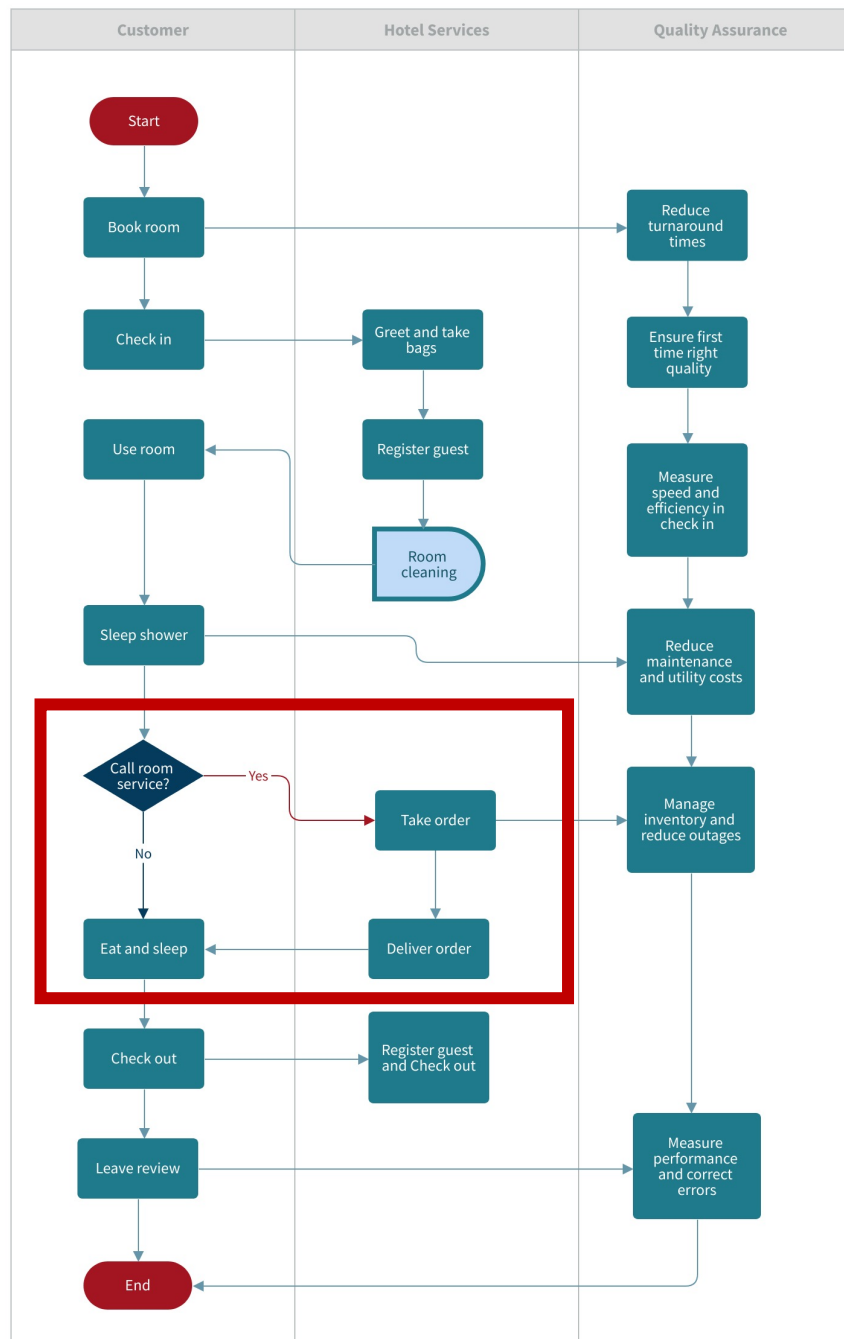 Customer
Hotel Services
Quality Assurance
Start
Book room
Reduce
turnaround
times
Check in
Greet and take
bags
Ensure first
time right
quality
Use room
Register guest
Measure
speed and
efficiency in
check in
Room
cleaning
Sleep shower
Reduce
maintenance
and utility costs
Call room
service?
Yes
Take order
Manage
inventory and
reduce outages
No
Eat and sleep
Deliver order
Check out
Register guest
and Check out
Leave review
Measure
performance
and correct
errors
End